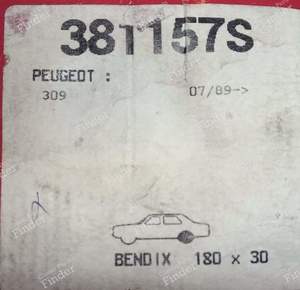 381157S
PEUGEOT :
309 07/89->
BENDIX 180 x 30